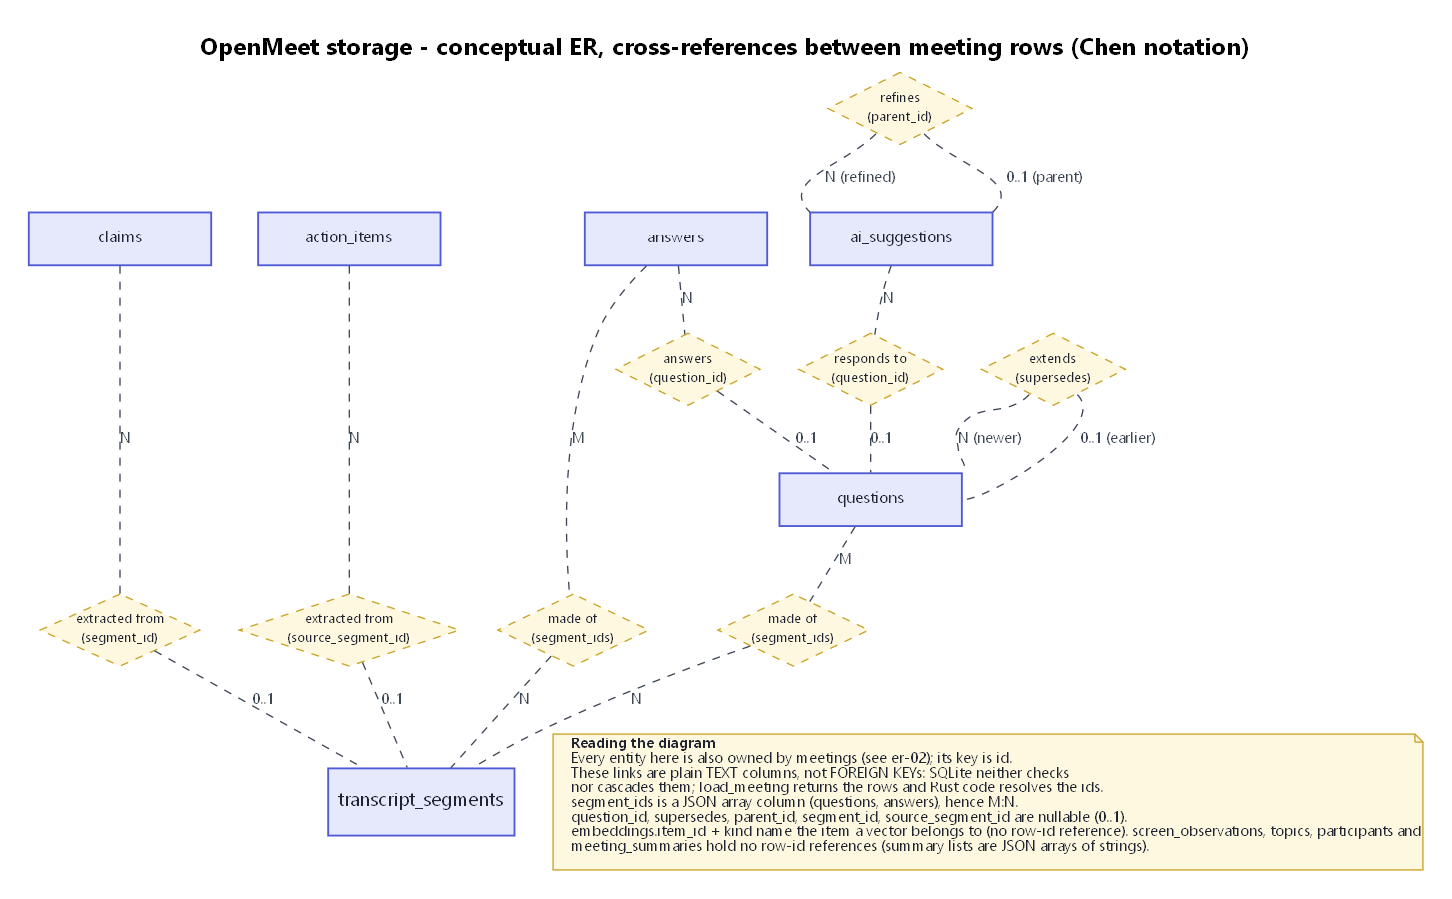 OpenMeet storage - conceptual ER, cross-references between meeting rows (Chen notation)
refines
(parent_id)
N (refined)
0..1 (parent)
claims
action_items
answers
ai_suggestions
N
N
answers
(question_id)
responds to
(question_id)
extends
(supersedes)
N
N
M
0..1
0..1
N (newer)
0..1 (earlier)
questions
M
extracted from
(segment_id)
extracted from
(source_segment_id)
made of
(segment_ids)
made of
(segment_ids)
0..1
0..1
N
N
transcript_segments
Reading the diagram
Every entity here is also owned by meetings (see er-02); its key is id.
These links are plain TEXT columns, not FOREIGN KEYs: SQLite neither checks
nor cascades them; load_meeting returns the rows and Rust code resolves the ids.
segment_ids is a JSON array column (questions, answers), hence M:N.
question_id, supersedes, parent_id, segment_id, source_segment_id are nullable (0..1).
embeddings.item_id + kind name the item a vector belongs to (no row-id reference). screen_observations, topics, participants and
meeting_summaries hold no row-id references (summary lists are JSON arrays of strings).